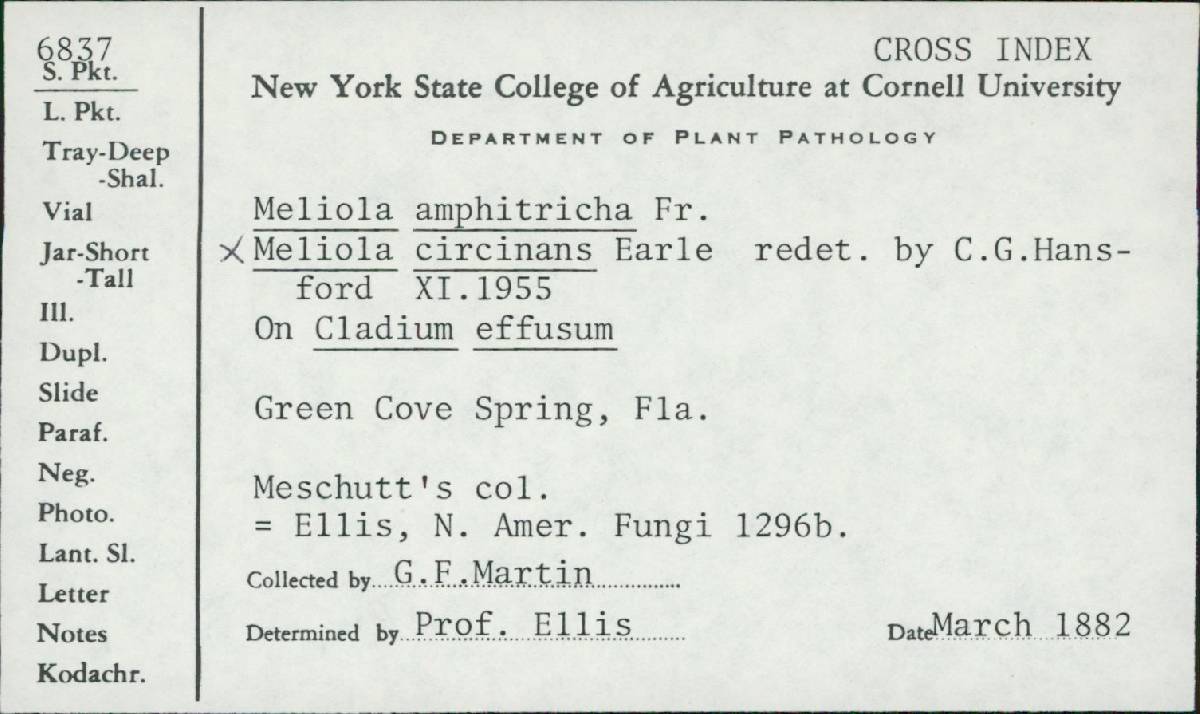 6837
S. Pkt.
L. Pkt.
Tray-Deep
-Shal.
Vial
Jar-Short
-Tall
Ill.
Dupl.
Slide
Paraf.
Neg.
Photo.
Lant. Sl.
Letter
Notes
Kodachr.
CROSS INDEX
New York State College of Agriculture at Cornell University
DEPARTMENT OF PLANT PATHOLOGY
Meliola amphitricha Fr.
× Meliola circinans Earle redet. by C.G.Hans-
ford XI.1955
On Cladium effusum
Green Cove Spring, Fla.
Meschutt's col.
= Ellis, N. Amer. Fungi 1296b.
Collected by G.F.Martin
Determined by Prof. Ellis Date March 1882